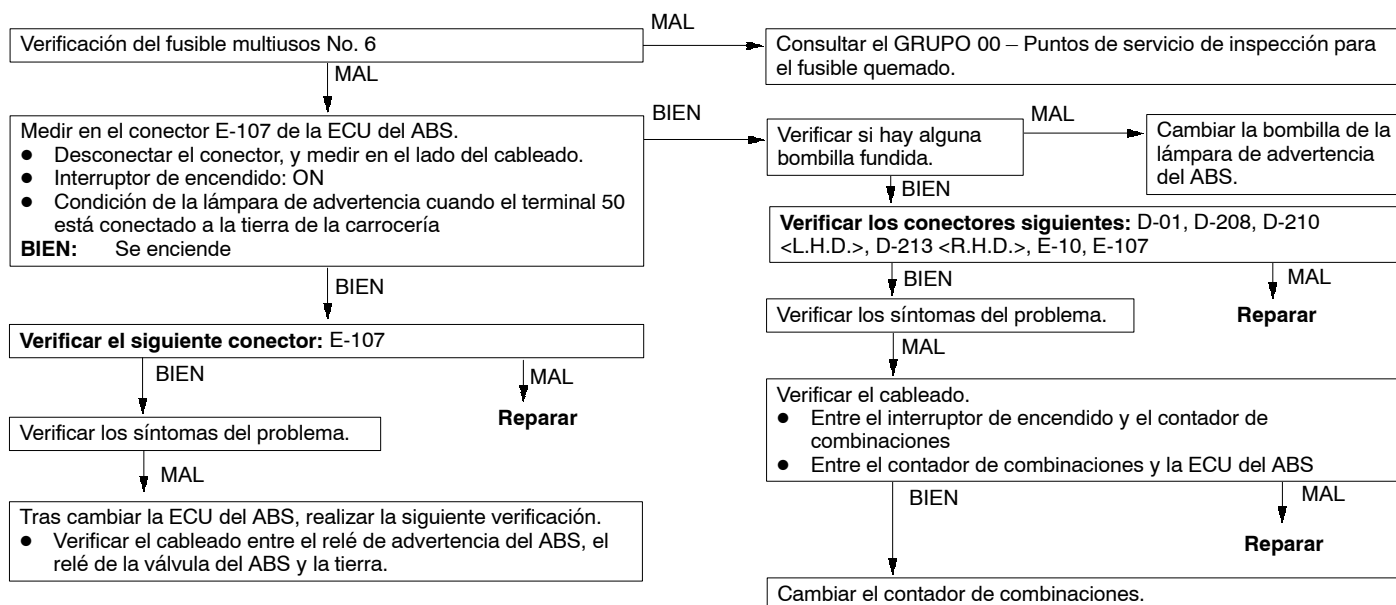 Verificación del fusible multiusos No. 6
MAL
Consultar el GRUPO 00 – Puntos de servicio de inspección para
el fusible quemado.
MAL
Medir en el conector E-107 de la ECU del ABS.
● Desconectar el conector, y medir en el lado del cableado.
● Interruptor de encendido: ON
● Condición de la lámpara de advertencia cuando el terminal 50
está conectado a la tierra de la carrocería
BIEN: Se enciende
BIEN
Verificar si hay alguna
bombilla fundida.
MAL
Cambiar la bombilla de la
lámpara de advertencia
del ABS.
BIEN
Verificar los conectores siguientes: D-01, D-208, D-210
<L.H.D.>, D-213 <R.H.D.>, E-10, E-107
BIEN
MAL
Verificar los síntomas del problema.
Reparar
MAL
Verificar el cableado.
● Entre el interruptor de encendido y el contador de
combinaciones
● Entre el contador de combinaciones y la ECU del ABS
BIEN
MAL
Reparar
Cambiar el contador de combinaciones.
BIEN
Verificar el siguiente conector: E-107
BIEN
MAL
Reparar
Verificar los síntomas del problema.
MAL
Tras cambiar la ECU del ABS, realizar la siguiente verificación.
● Verificar el cableado entre el relé de advertencia del ABS, el
relé de la válvula del ABS y la tierra.